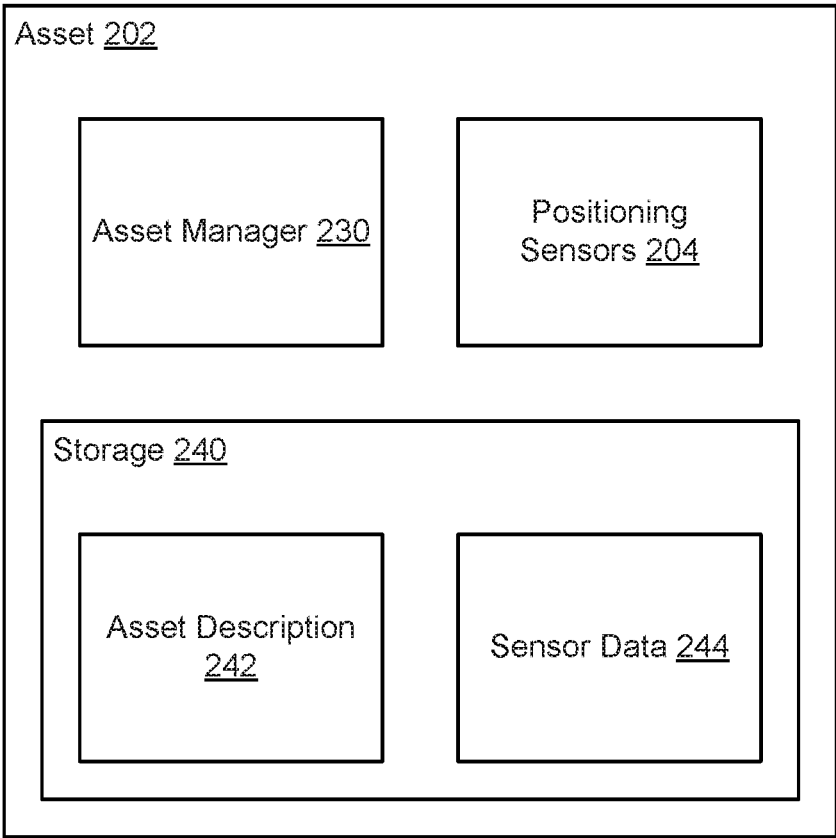 Asset 202
Asset Manager 230
Positioning
Sensors 204
Storage 240
Asset Description
242
Sensor Data 244